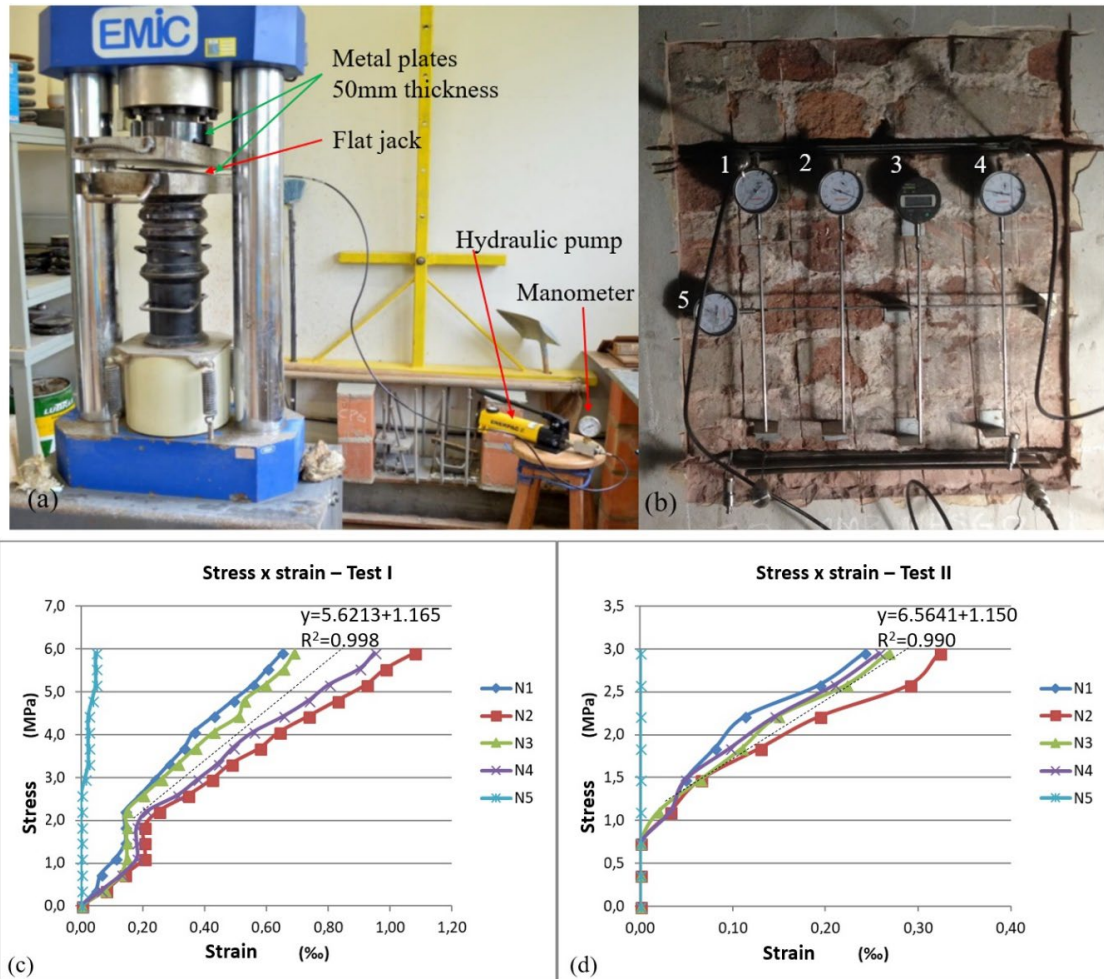 EMIC
Metal plates
50mm thickness
Flat jack
Hydraulic pump
Manometer
ENERPAC
CP5
(a)
1
2
3
4
5
(b)
Stress x strain – Test I
y=5.6213+1.165
R²=0.998
7,0
6,0
5,0
4,0
3,0
2,0
1,0
0,0
Stress (MPa)
0,00 0,20 0,40 0,60 0,80 1,00 1,20
Strain (‰)
N1
N2
N3
N4
N5
(c)
Stress x strain – Test II
y=6.5641+1.150
R²=0.990
3,5
3,0
2,5
2,0
1,5
1,0
0,5
0,0
Stress (MPa)
0,00 0,10 0,20 0,30 0,40
Strain (‰)
N1
N2
N3
N4
N5
(d)